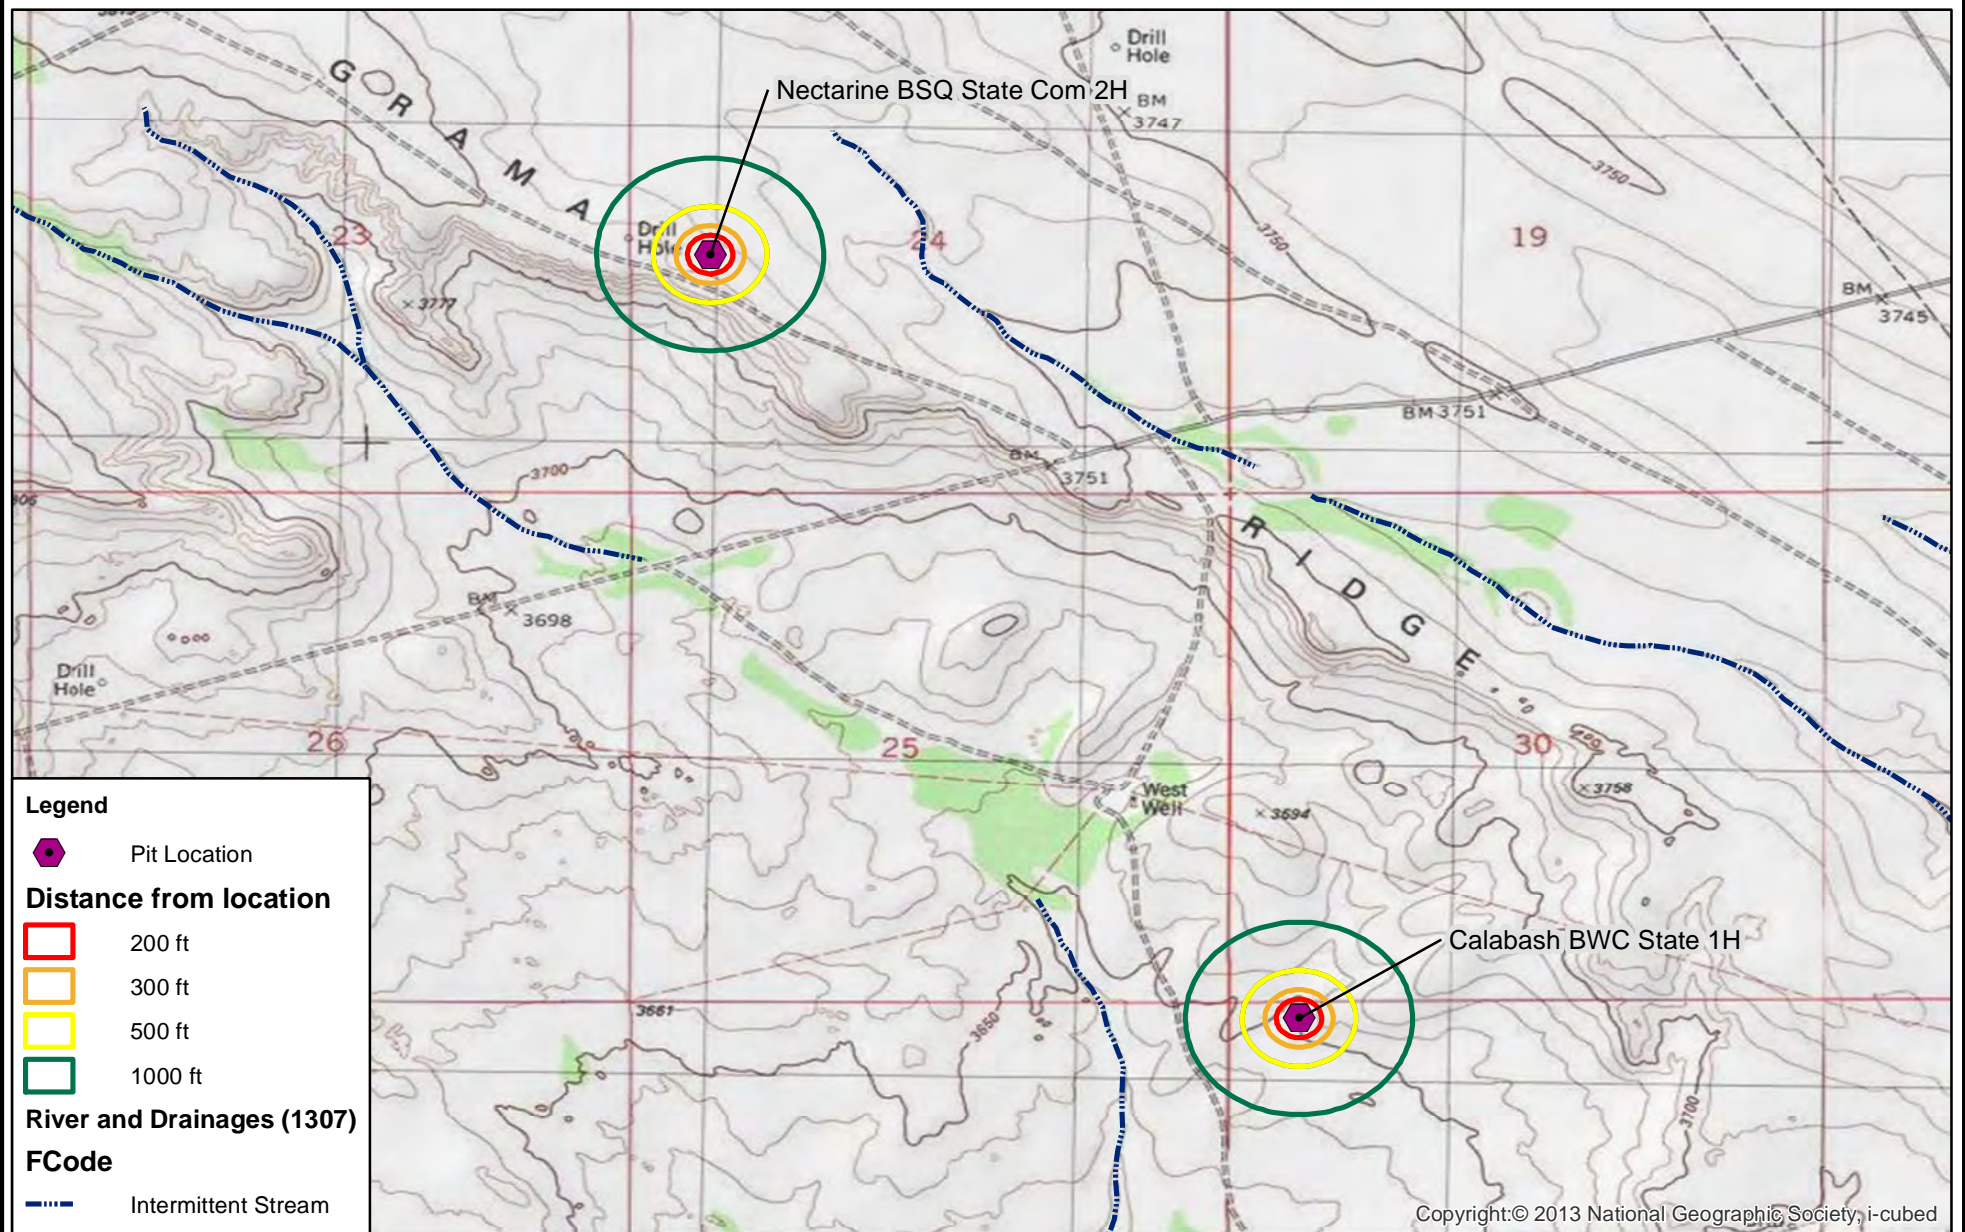 Drill
Hole
Nectarine BSQ State Com 2H
BM
3747
G R A M A
3750
23
Drill
Hole
24
19
3750
3777
BM
3745
BM 3751
3700
BM
3751
R I D G E
BM
3698
Drill
Hole
26
25
30
West
Well
3694
3758
3661
3650
3700
Calabash BWC State 1H
Legend
Pit Location
Distance from location
200 ft
300 ft
500 ft
1000 ft
River and Drainages (1307)
FCode
Intermittent Stream
Copyright:© 2013 National Geographic Society, i-cubed